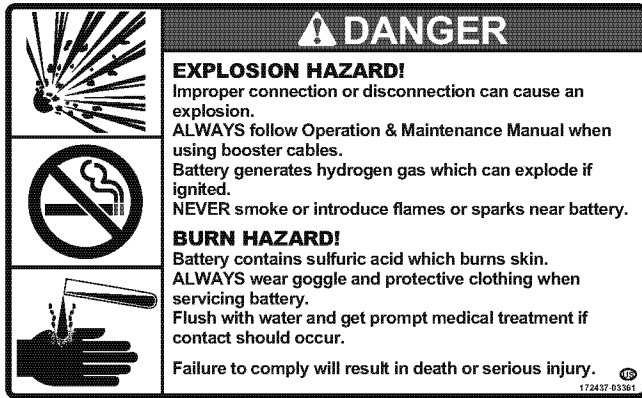 DANGER
EXPLOSION HAZARD!
Improper connection or disconnection can cause an
explosion.
ALWAYS follow Operation & Maintenance Manual when
using booster cables.
Battery generates hydrogen gas which can explode if
ignited.
NEVER smoke or introduce flames or sparks near battery.
BURN HAZARD!
Battery contains sulfuric acid which burns skin.
ALWAYS wear goggle and protective clothing when
servicing battery.
Flush with water and get prompt medical treatment if
contact should occur.
Failure to comply will result in death or serious injury.
US
172437-03361